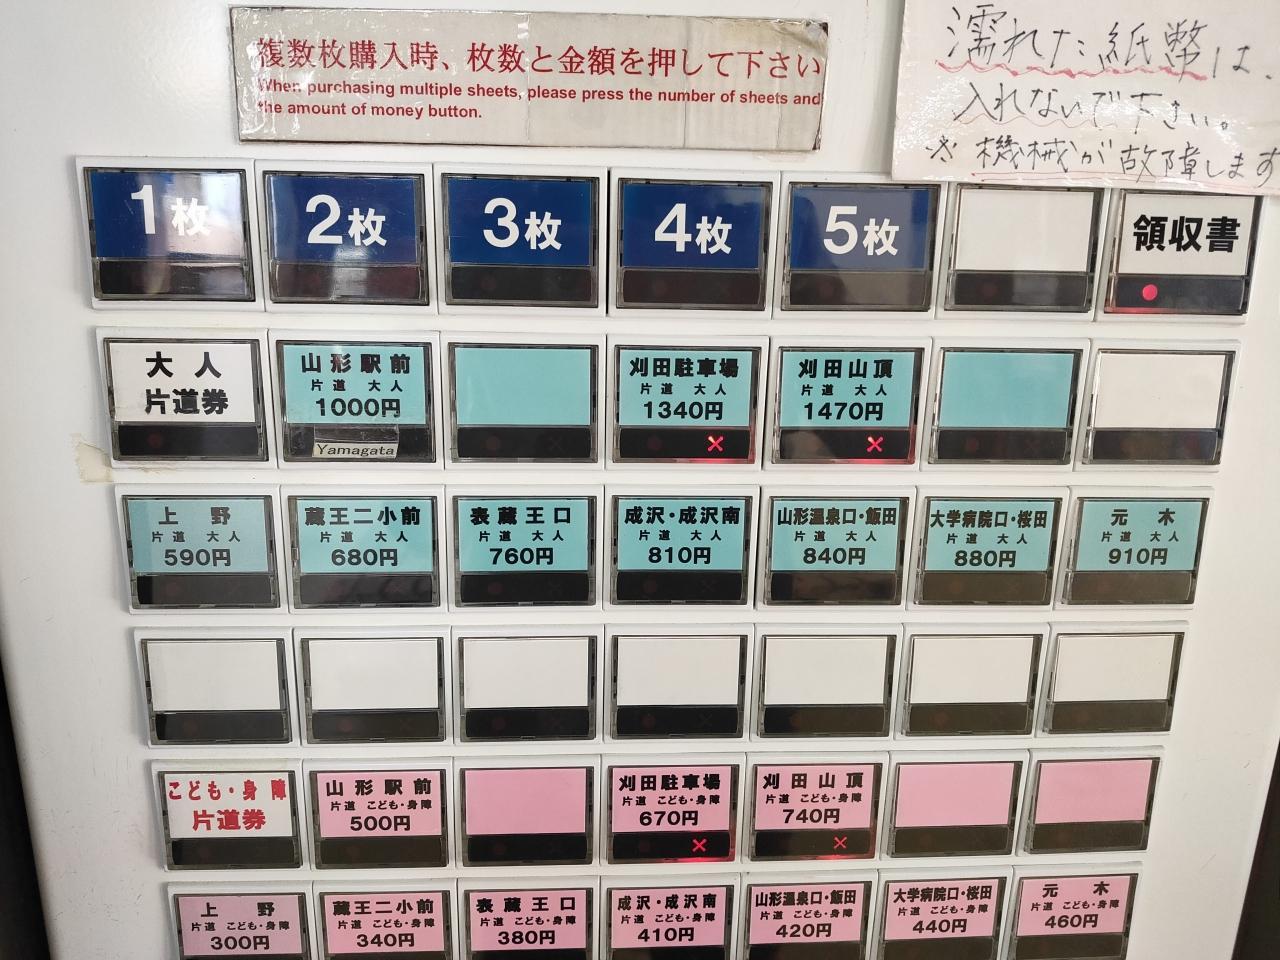 複数枚購入時、枚数と金額を押して下さい
When purchasing multiple sheets, please press the number of sheets and
the amount of money button.
濡れた紙幣は、
入れないで下さい。
※機械が故障します
1枚
2枚
3枚
4枚
5枚
領収書
大人
片道券
山形駅前
片道 大人
1000円
Yamagata
刈田駐車場
片道 大人
1340円
刈田山頂
片道 大人
1470円
上野
片道 大人
590円
蔵王二小前
片道 大人
680円
表蔵王口
片道 大人
760円
成沢・成沢南
片道 大人
810円
山形温泉口・飯田
片道 大人
840円
大学病院口・桜田
片道 大人
880円
元木
片道 大人
910円
こども・身障
片道券
山形駅前
片道 こども・身障
500円
刈田駐車場
片道 こども・身障
670円
刈田山頂
片道 こども・身障
740円
上野
片道 こども・身障
300円
蔵王二小前
片道 こども・身障
340円
表蔵王口
片道 こども・身障
380円
成沢・成沢南
片道 こども・身障
410円
山形温泉口・飯田
片道 こども・身障
420円
大学病院口・桜田
片道 こども・身障
440円
元木
片道 こども・身障
460円